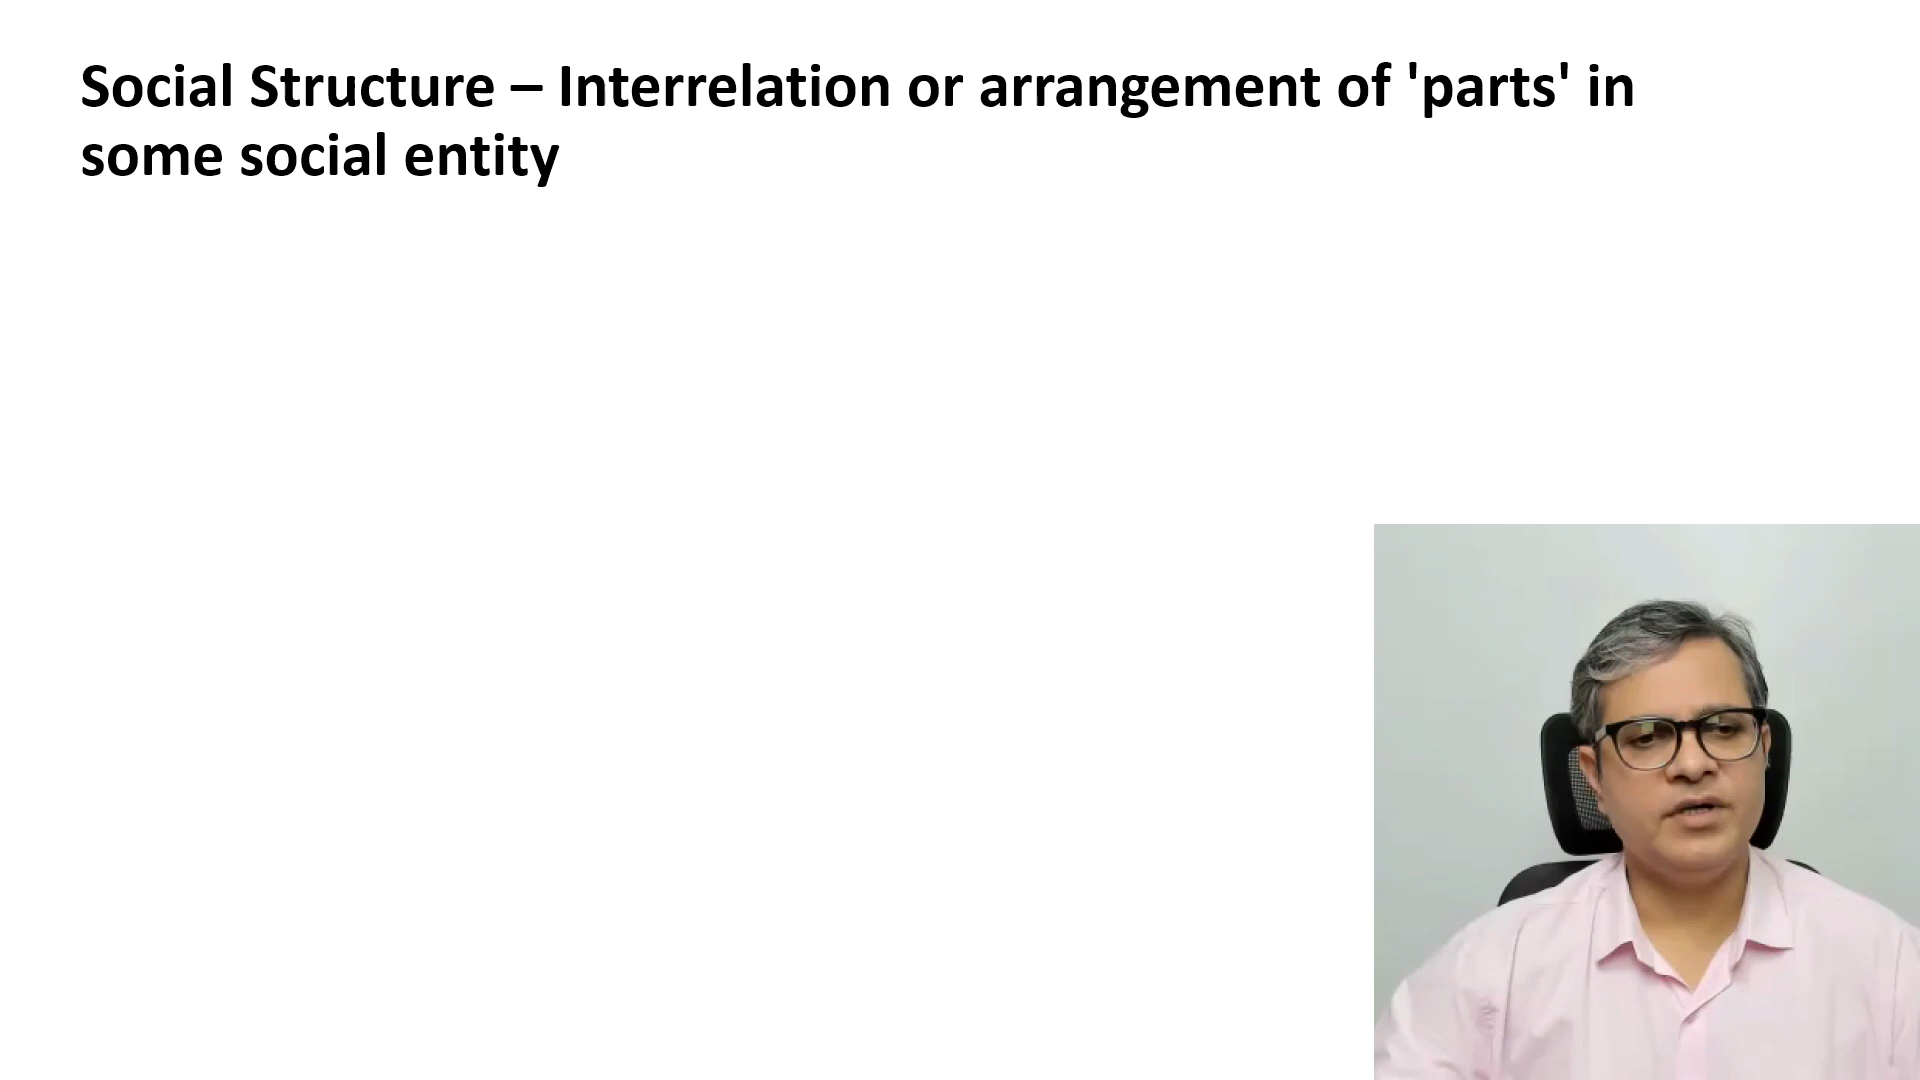 Social Structure – Interrelation or arrangement of 'parts' in
some social entity